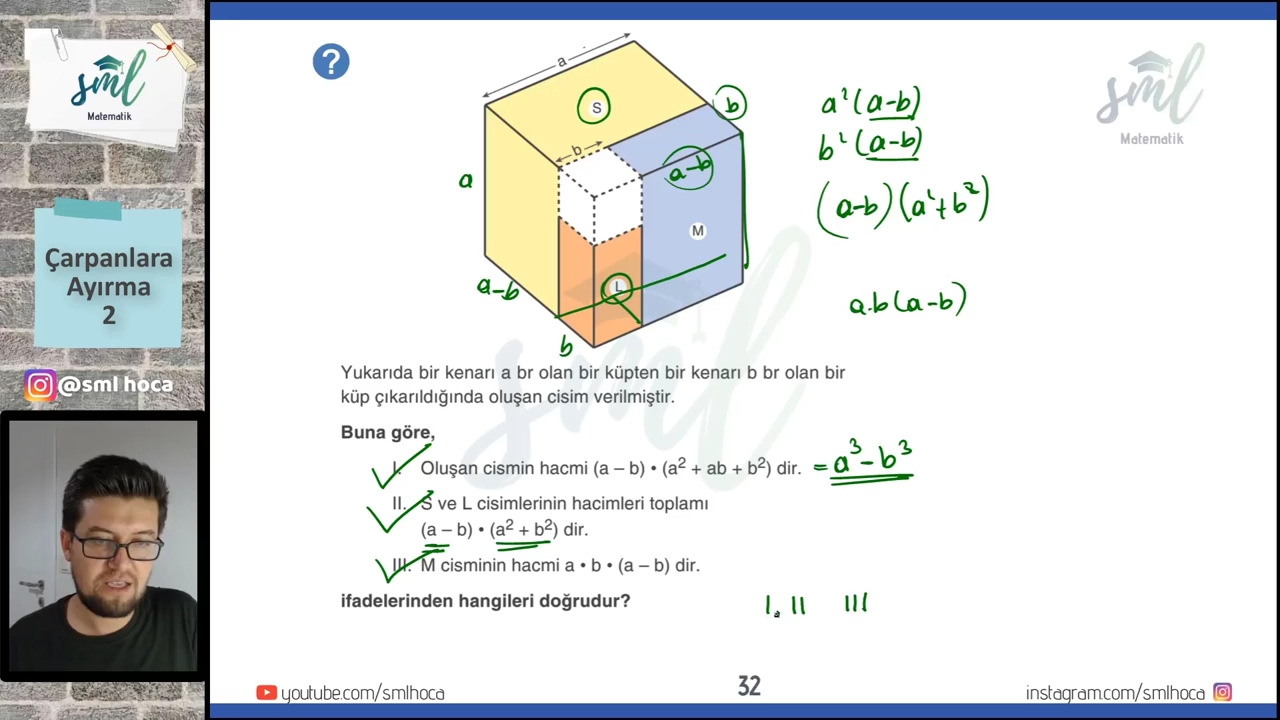 sml
Matematik
Çarpanlara
Ayırma
2
@sml hoca
?
a
S
b
b
a-b
a
M
L
a-b
b
a²(a-b)
b²(a-b)
(a-b)(a²+b²)
a.b(a-b)
sml
Matematik
sml
Yukarıda bir kenarı a br olan bir küpten bir kenarı b br olan bir
küp çıkarıldığında oluşan cisim verilmiştir.
Buna göre,
I. Oluşan cismin hacmi (a – b) • (a² + ab + b²) dir. = a³-b³
II. S ve L cisimlerinin hacimleri toplamı
(a – b) • (a² + b²) dir.
III. M cisminin hacmi a • b • (a – b) dir.
ifadelerinden hangileri doğrudur? I. II III
youtube.com/smlhoca
32
instagram.com/smlhoca